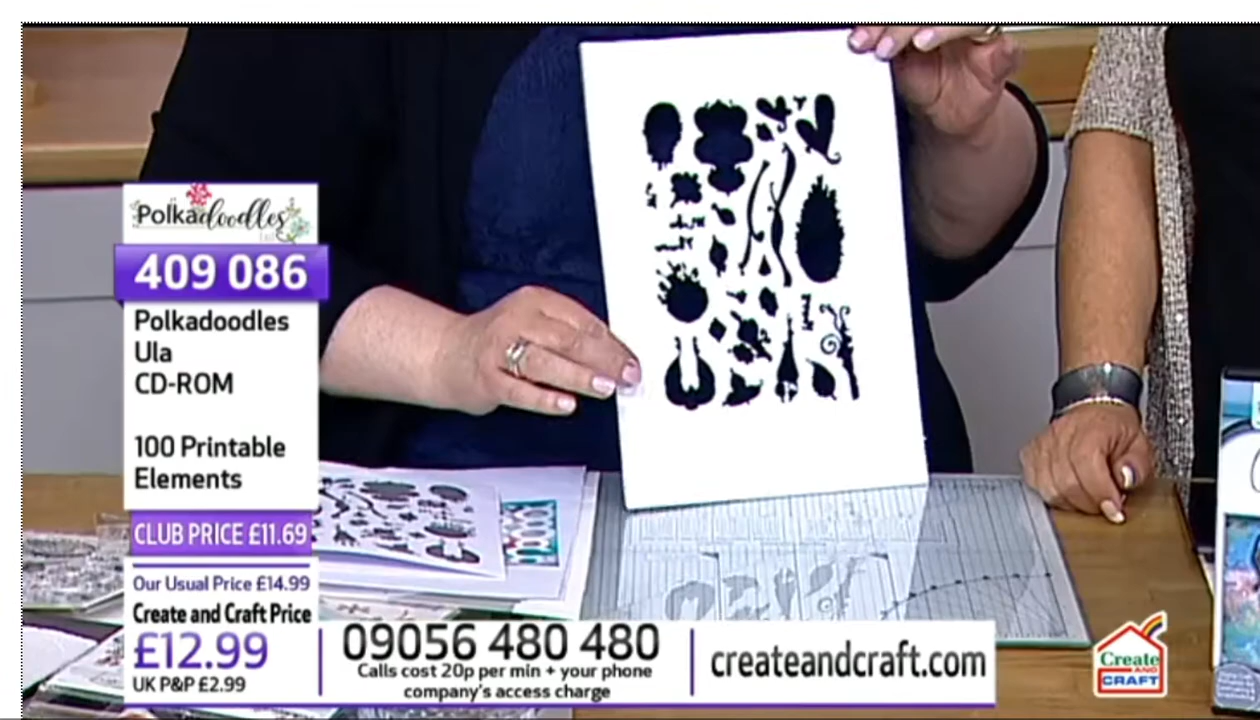 Polkadoodles
409 086
Polkadoodles
Ula
CD-ROM
100 Printable
Elements
CLUB PRICE £11.69
Our Usual Price £14.99
Create and Craft Price
£12.99
UK P&P £2.99
09056 480 480
Calls cost 20p per min + your phone
company's access charge
createandcraft.com
Create
AND
CRAFT